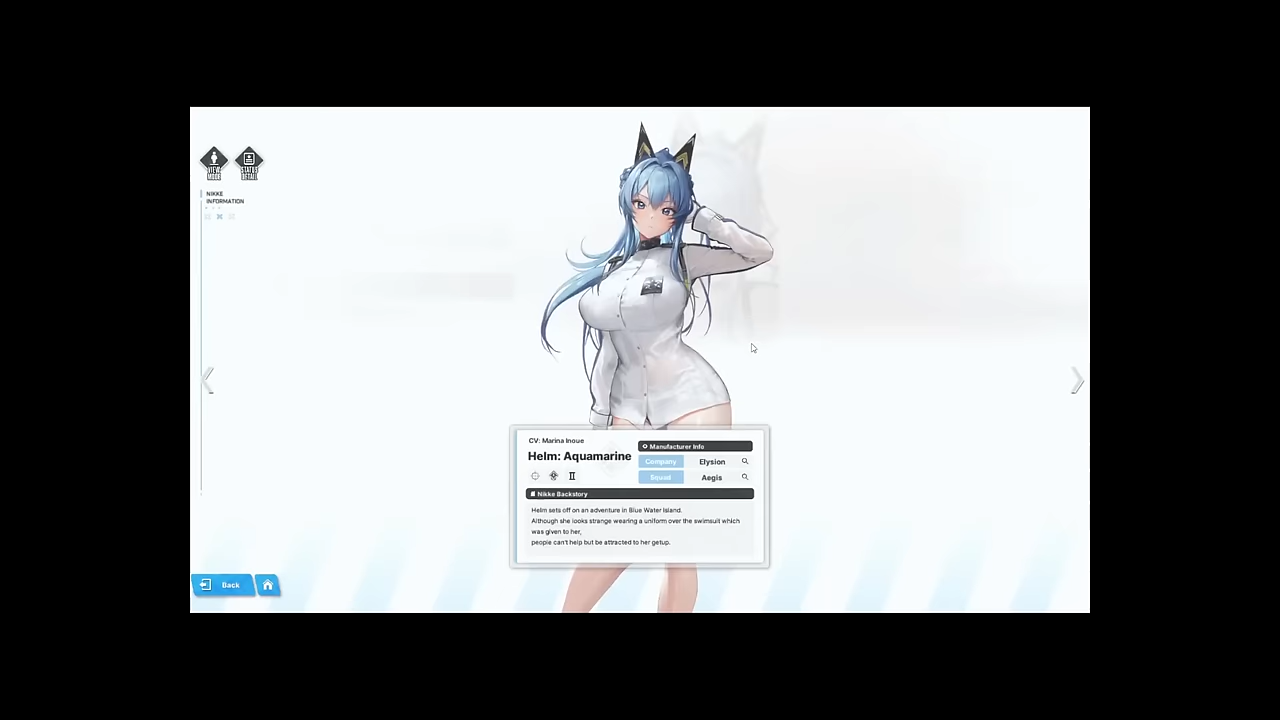 VIEW MODE
STATUS DETAIL
NIKKE
INFORMATION
CV: Marina Inoue
Helm: Aquamarine
Manufacturer Info
Company Elysion
Squad Aegis
II
Nikke Backstory
Helm sets off on an adventure in Blue Water Island.
Although she looks strange wearing a uniform over the swimsuit which
was given to her,
people can't help but be attracted to her getup.
Back